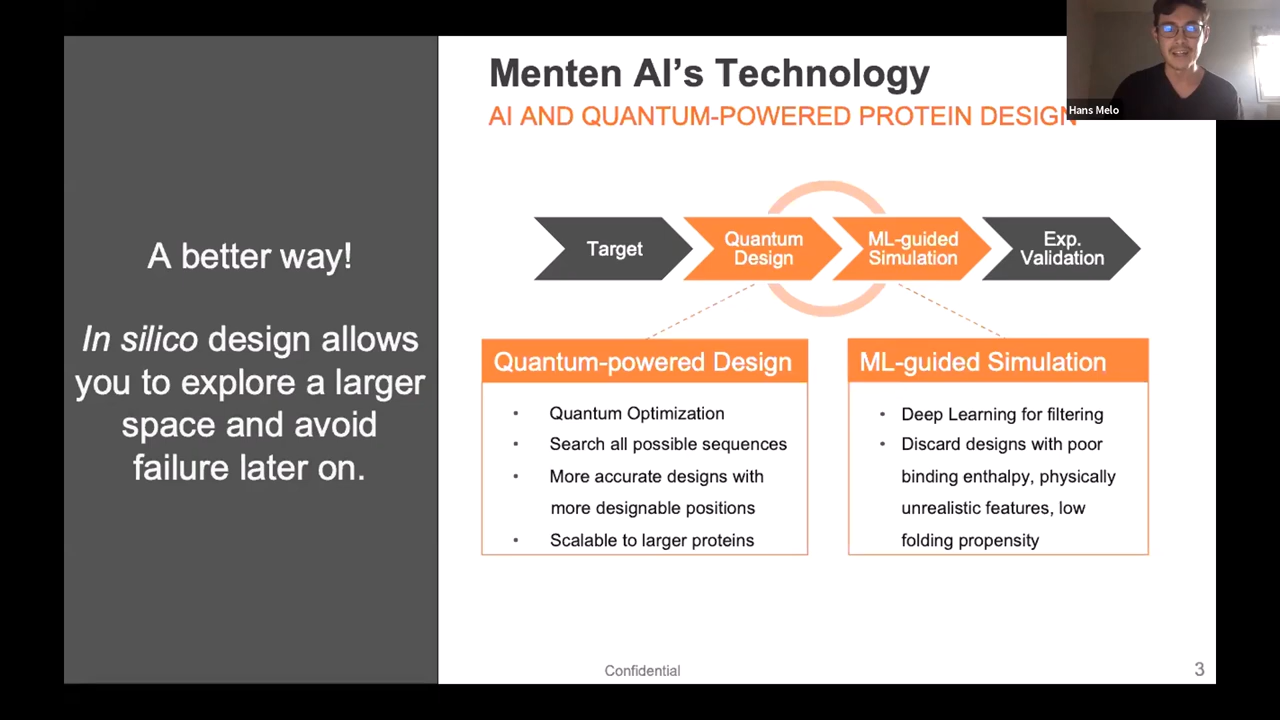 Menten AI's Technology
AI AND QUANTUM-POWERED PROTEIN DESIGN
Hans Melo
A better way!
In silico design allows
you to explore a larger
space and avoid
failure later on.
Target
Quantum
Design
ML-guided
Simulation
Exp.
Validation
Quantum-powered Design
• Quantum Optimization
• Search all possible sequences
• More accurate designs with
more designable positions
• Scalable to larger proteins
ML-guided Simulation
• Deep Learning for filtering
• Discard designs with poor
binding enthalpy, physically
unrealistic features, low
folding propensity
Confidential
3